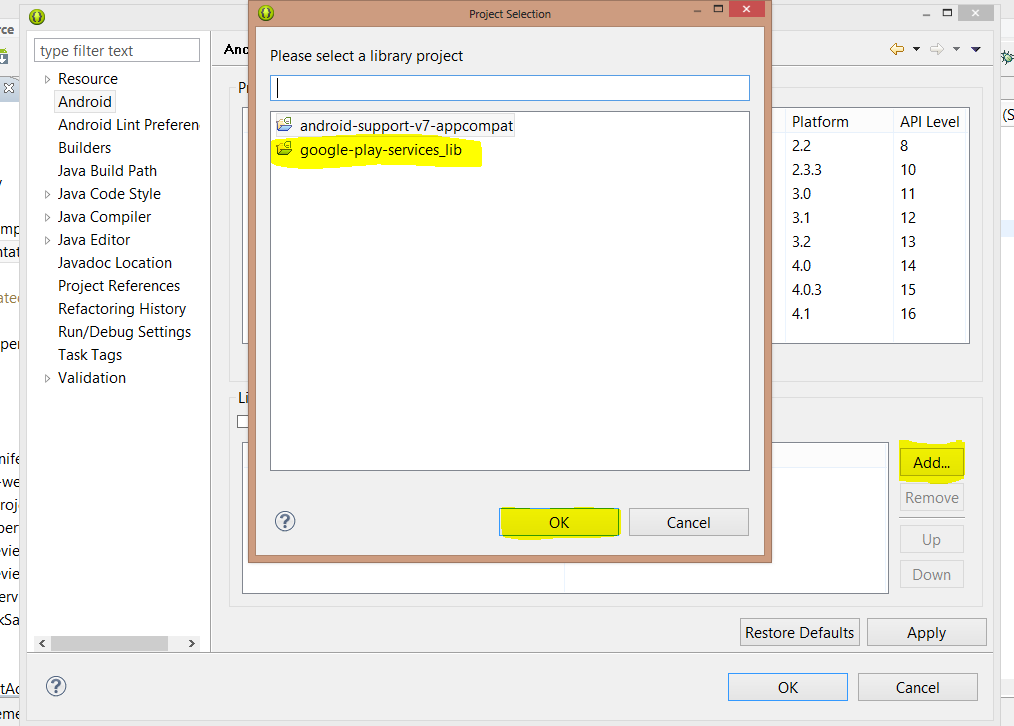 Project Selection
Please select a library project
android-support-v7-appcompat
google-play-services_lib
OK
Cancel
type filter text
Resource
Android
Android Lint Preferen
Builders
Java Build Path
Java Code Style
Java Compiler
Java Editor
Javadoc Location
Project References
Refactoring History
Run/Debug Settings
Task Tags
Validation
Platform API Level
2.2 8
2.3.3 10
3.0 11
3.1 12
3.2 13
4.0 14
4.0.3 15
4.1 16
Add...
Remove
Up
Down
Restore Defaults
Apply
OK
Cancel